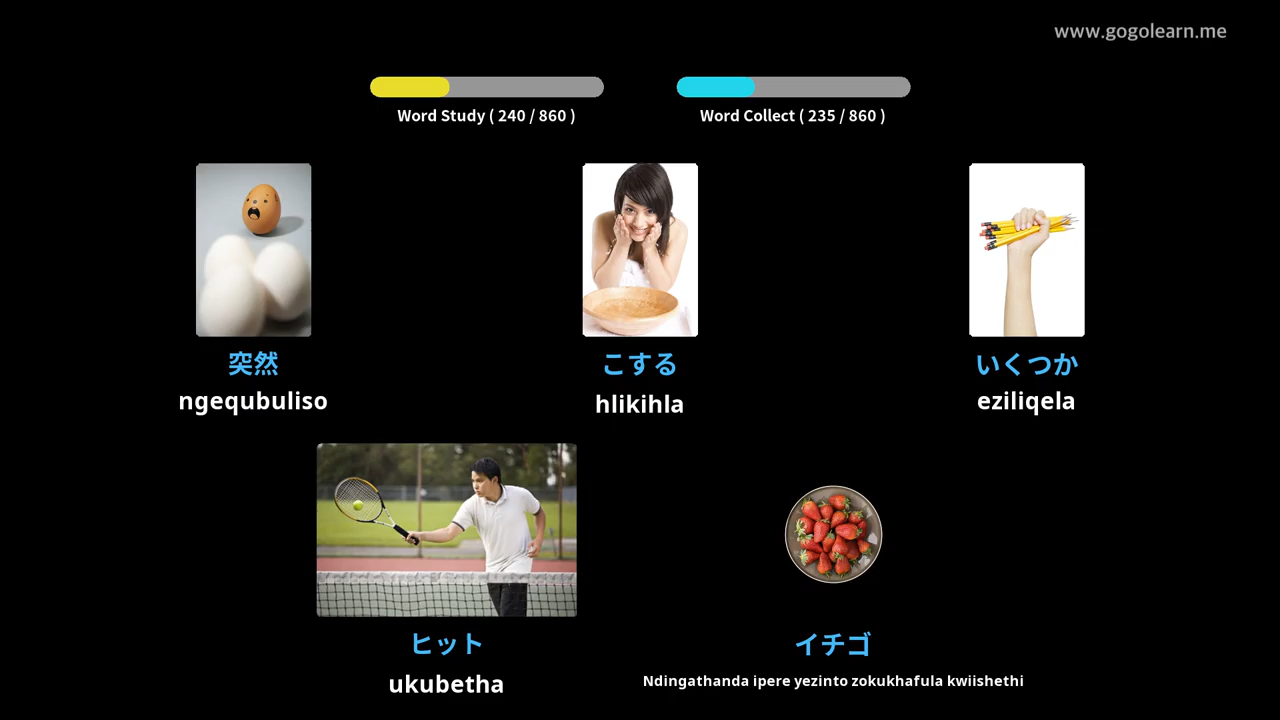 www.gogolearn.me
Word Study ( 240 / 860 )
Word Collect ( 235 / 860 )
突然
ngequbuliso
こする
hlikihla
いくつか
eziliqela
ヒット
ukubetha
イチゴ
Ndingathanda ipere yezinto zokukhafula kwiishethi